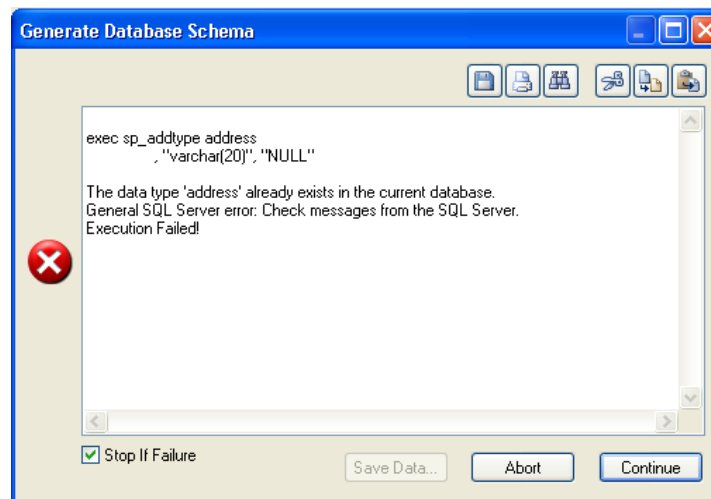 Generate Database Schema
exec sp_addtype address
, "varchar(20)", "NULL"
The data type 'address' already exists in the current database.
General SQL Server error: Check messages from the SQL Server.
Execution Failed!
Stop If Failure
Save Data...
Abort
Continue